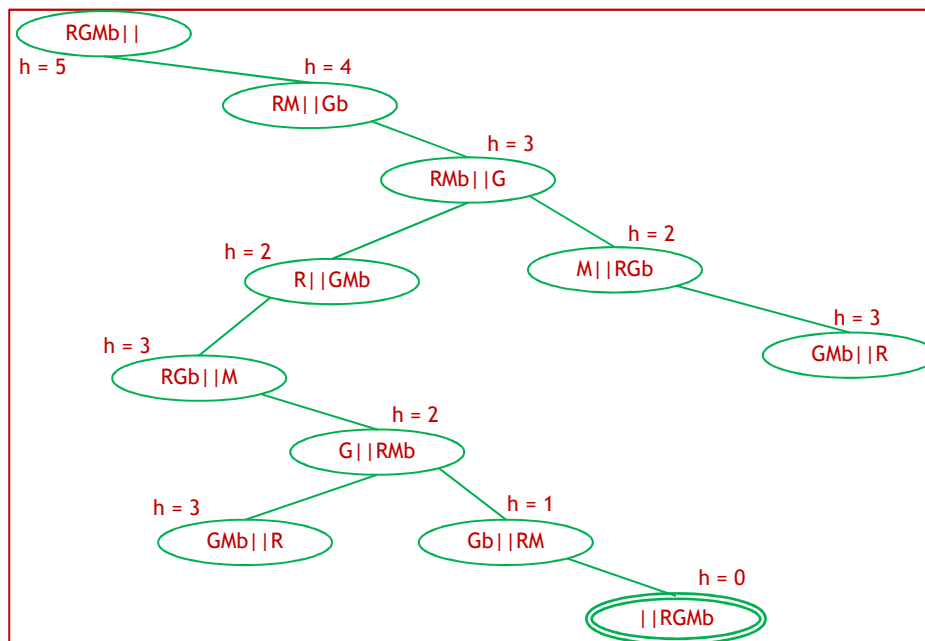 RGMb||
h = 5
h = 4
RM||Gb
h = 3
RMb||G
h = 2
R||GMb
h = 2
M||RGb
h = 3
GMb||R
h = 3
RGb||M
h = 2
G||RMb
h = 3
GMb||R
h = 1
Gb||RM
h = 0
||RGMb